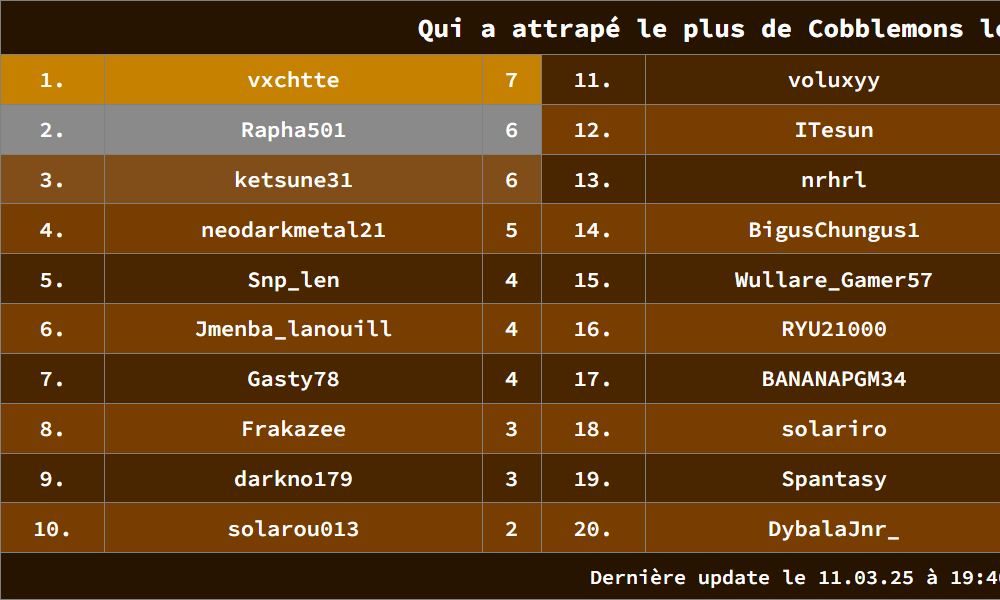 Qui a attrapé le plus de Cobblemons
1. vxchtte 7 11. voluxyy
2. Rapha501 6 12. ITesun
3. ketsune31 6 13. nrhrl
4. neodarkmetal21 5 14. BigusChungus1
5. Snp_len 4 15. Wullare_Gamer57
6. Jmenba_lanouill 4 16. RYU21000
7. Gasty78 4 17. BANANAPGM34
8. Frakazee 3 18. solariro
9. darkno179 3 19. Spantasy
10. solarou013 2 20. DybalaJnr_
Dernière update le 11.03.25 à